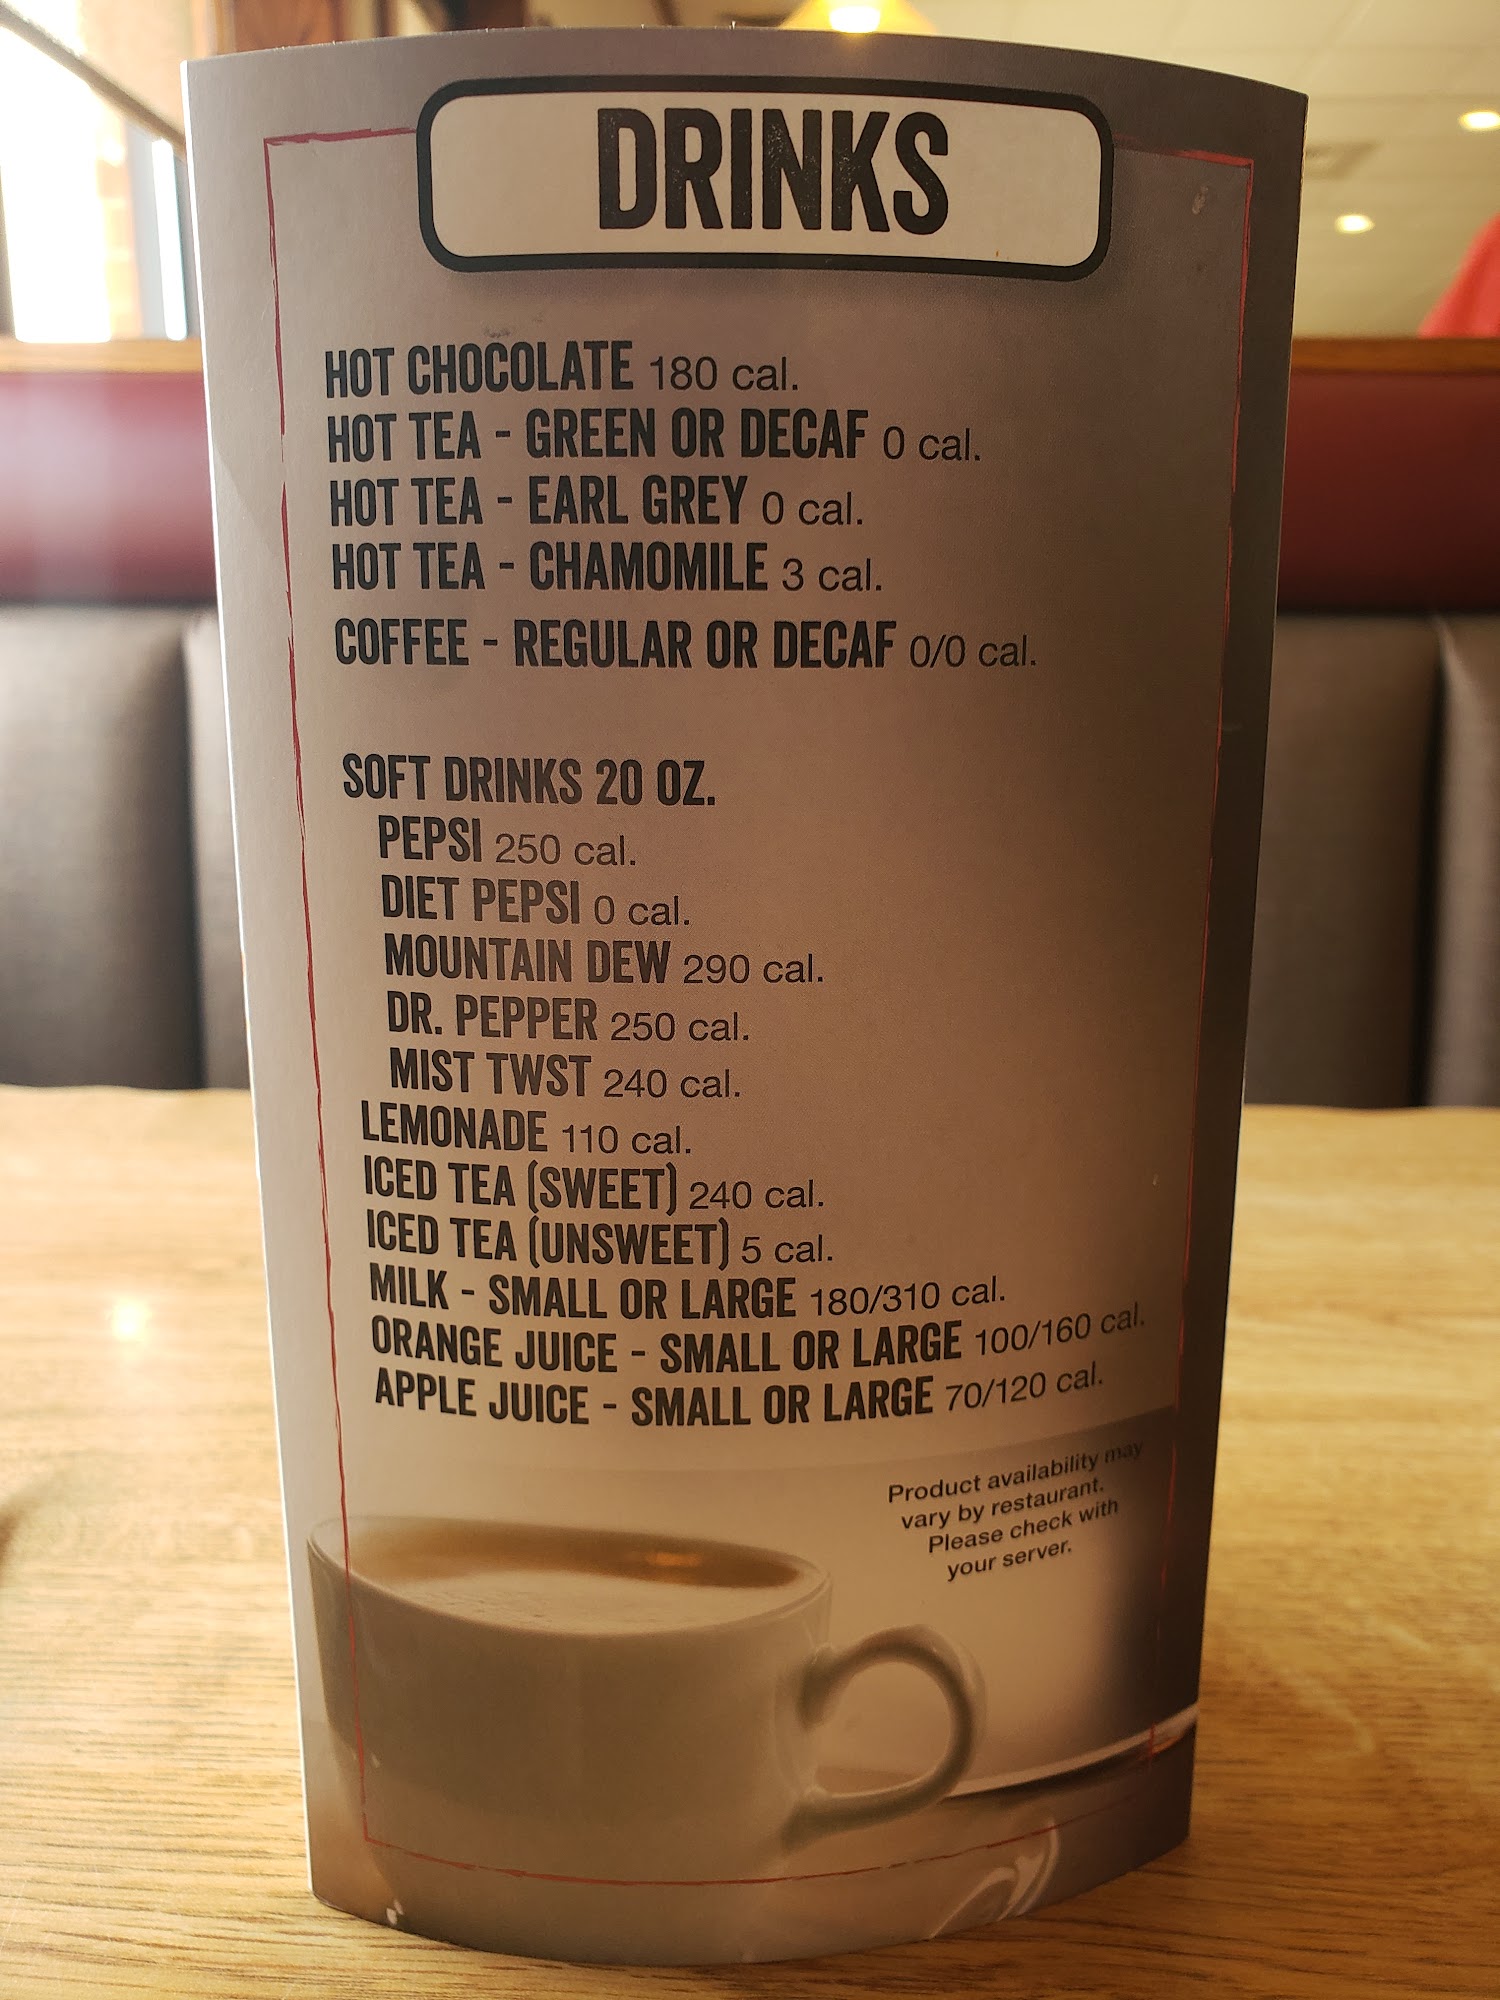 DRINKS
HOT CHOCOLATE 180 cal.
HOT TEA - GREEN OR DECAF 0 cal.
HOT TEA - EARL GREY 0 cal.
HOT TEA - CHAMOMILE 3 cal.
COFFEE - REGULAR OR DECAF 0/0 cal.
SOFT DRINKS 20 OZ.
PEPSI 250 cal.
DIET PEPSI 0 cal.
MOUNTAIN DEW 290 cal.
DR. PEPPER 250 cal.
MIST TWST 240 cal.
LEMONADE 110 cal.
ICED TEA (SWEET) 240 cal.
ICED TEA (UNSWEET) 5 cal.
MILK - SMALL OR LARGE 180/310 cal.
ORANGE JUICE - SMALL OR LARGE 100/160 cal.
APPLE JUICE - SMALL OR LARGE 70/120 cal.
Product availability may
vary by restaurant.
Please check with
your server.